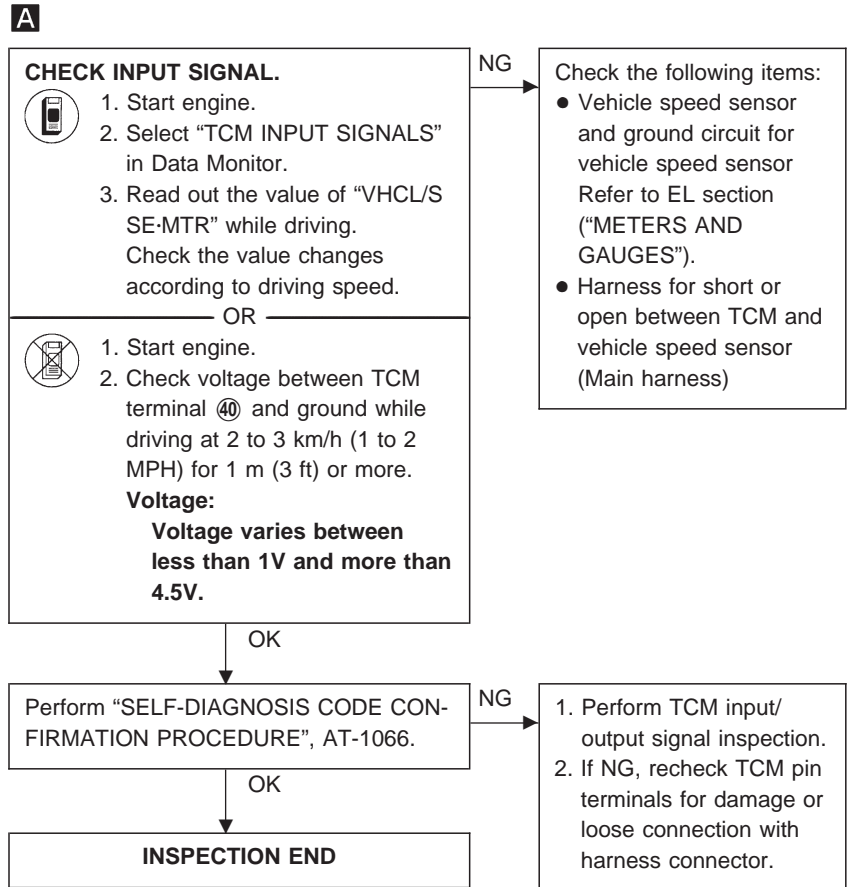 A
CHECK INPUT SIGNAL.
1. Start engine.
2. Select “TCM INPUT SIGNALS”
in Data Monitor.
3. Read out the value of “VHCL/S
SE·MTR” while driving.
Check the value changes
according to driving speed.
OR
1. Start engine.
2. Check voltage between TCM
terminal ㊵ and ground while
driving at 2 to 3 km/h (1 to 2
MPH) for 1 m (3 ft) or more.
Voltage:
Voltage varies between
less than 1V and more than
4.5V.
NG
Check the following items:
● Vehicle speed sensor
and ground circuit for
vehicle speed sensor
Refer to EL section
(“METERS AND
GAUGES”).
● Harness for short or
open between TCM and
vehicle speed sensor
(Main harness)
OK
Perform “SELF-DIAGNOSIS CODE CON-
FIRMATION PROCEDURE”, AT-1066.
NG
1. Perform TCM input/
output signal inspection.
2. If NG, recheck TCM pin
terminals for damage or
loose connection with
harness connector.
OK
INSPECTION END